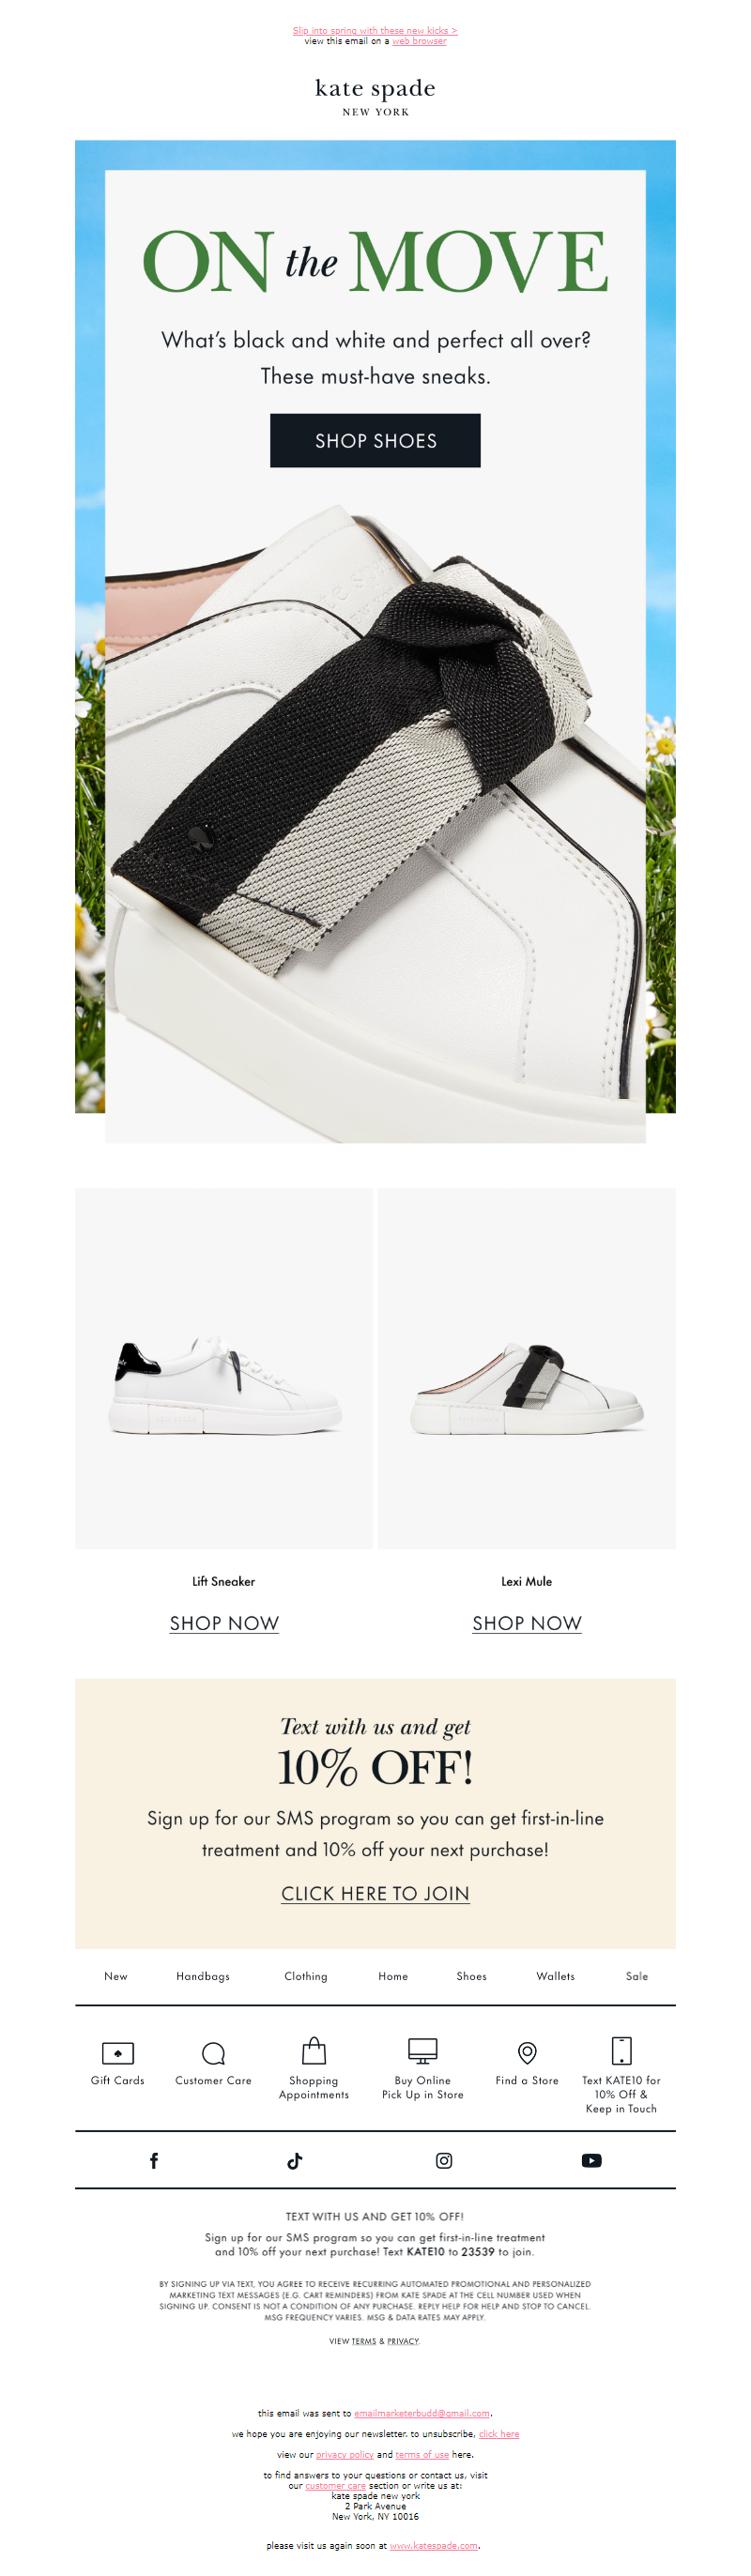 Slip into spring with these new kicks >
view this email on a web browser
kate spade
NEW YORK
ON the MOVE
What's black and white and perfect all over?
These must-have sneaks.
SHOP SHOES
Lift Sneaker
Lexi Mule
SHOP NOW
SHOP NOW
Text with us and get
10% OFF!
Sign up for our SMS program so you can get first-in-line
treatment and 10% off your next purchase!
CLICK HERE TO JOIN
New Handbags Clothing Home Shoes Wallets Sale
Gift Cards
Customer Care
Shopping
Appointments
Buy Online
Pick Up in Store
Find a Store
Text KATE10 for
10% Off &
Keep in Touch
TEXT WITH US AND GET 10% OFF!
Sign up for our SMS program so you can get first-in-line treatment
and 10% off your next purchase! Text KATE10 to 23539 to join.
BY SIGNING UP VIA TEXT, YOU AGREE TO RECEIVE RECURRING AUTOMATED PROMOTIONAL AND PERSONALIZED
MARKETING TEXT MESSAGES (E.G. CART REMINDERS) FROM KATE SPADE AT THE CELL NUMBER USED WHEN
SIGNING UP. CONSENT IS NOT A CONDITION OF ANY PURCHASE. REPLY HELP FOR HELP AND STOP TO CANCEL.
MSG FREQUENCY VARIES. MSG & DATA RATES MAY APPLY.
VIEW TERMS & PRIVACY.
this email was sent to emailmarketerbudd@gmail.com.
we hope you are enjoying our newsletter. to unsubscribe, click here
view our privacy policy and terms of use here.
to find answers to your questions or contact us, visit
our customer care section or write us at:
kate spade new york
2 Park Avenue
New York, NY 10016
please visit us again soon at www.katespade.com.